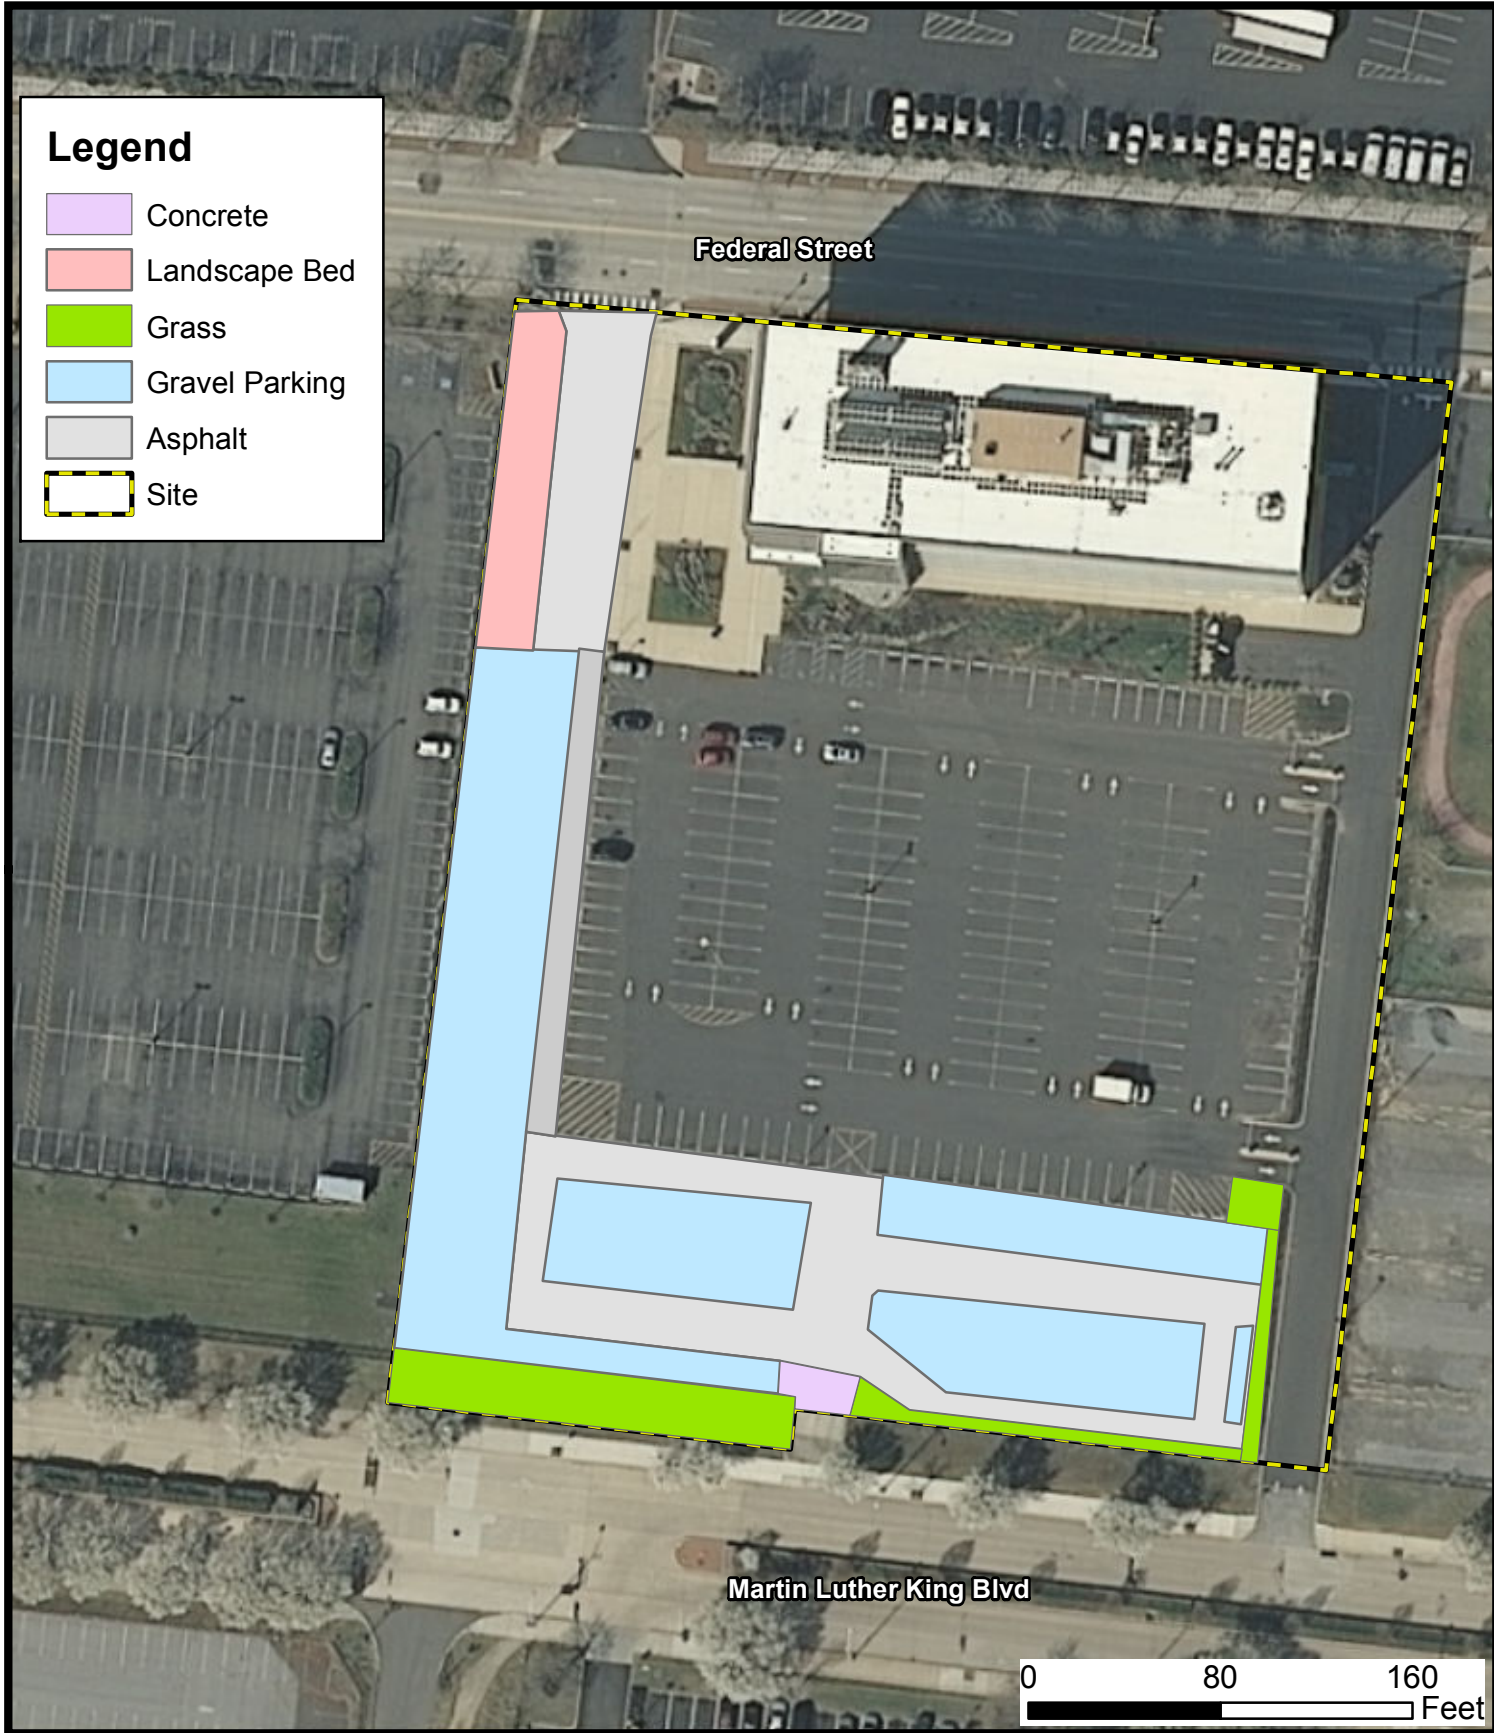 Legend
Concrete
Landscape Bed
Grass
Gravel Parking
Asphalt
Site
Federal Street
Martin Luther King Blvd
0 80 160
Feet